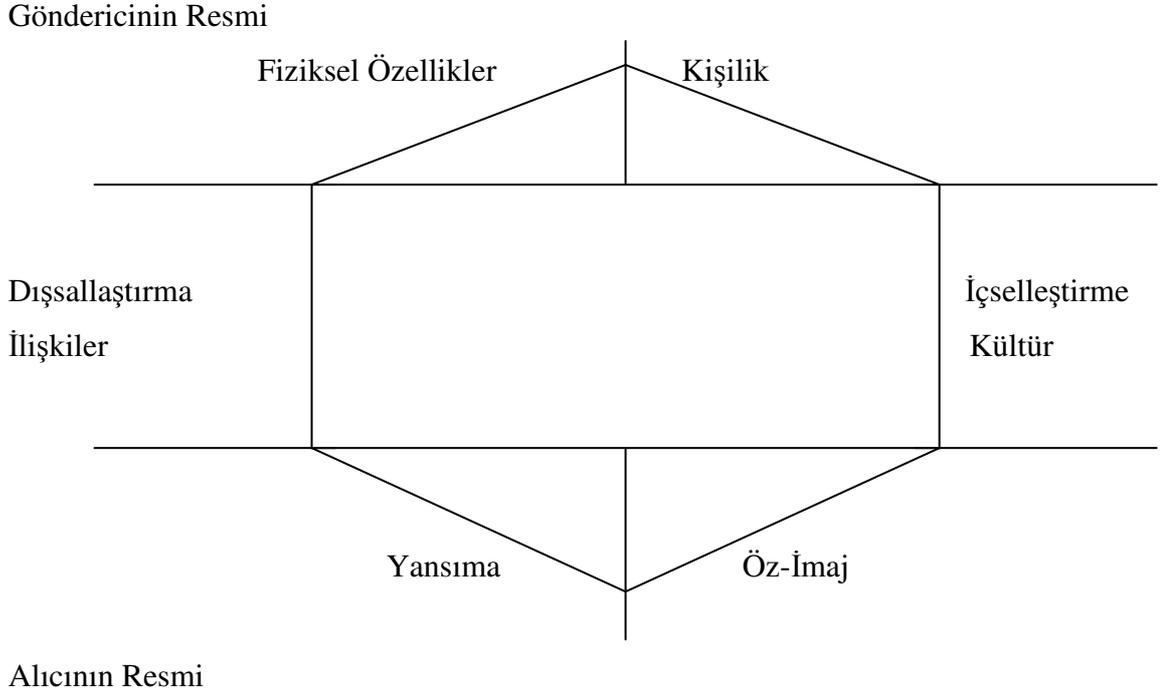 Göndericinin Resmi
Fiziksel Özellikler
Kişilik
Dışsallaştırma
İçselleştirme
İlişkiler
Kültür
Yansıma
Öz-İmaj
Alıcının Resmi